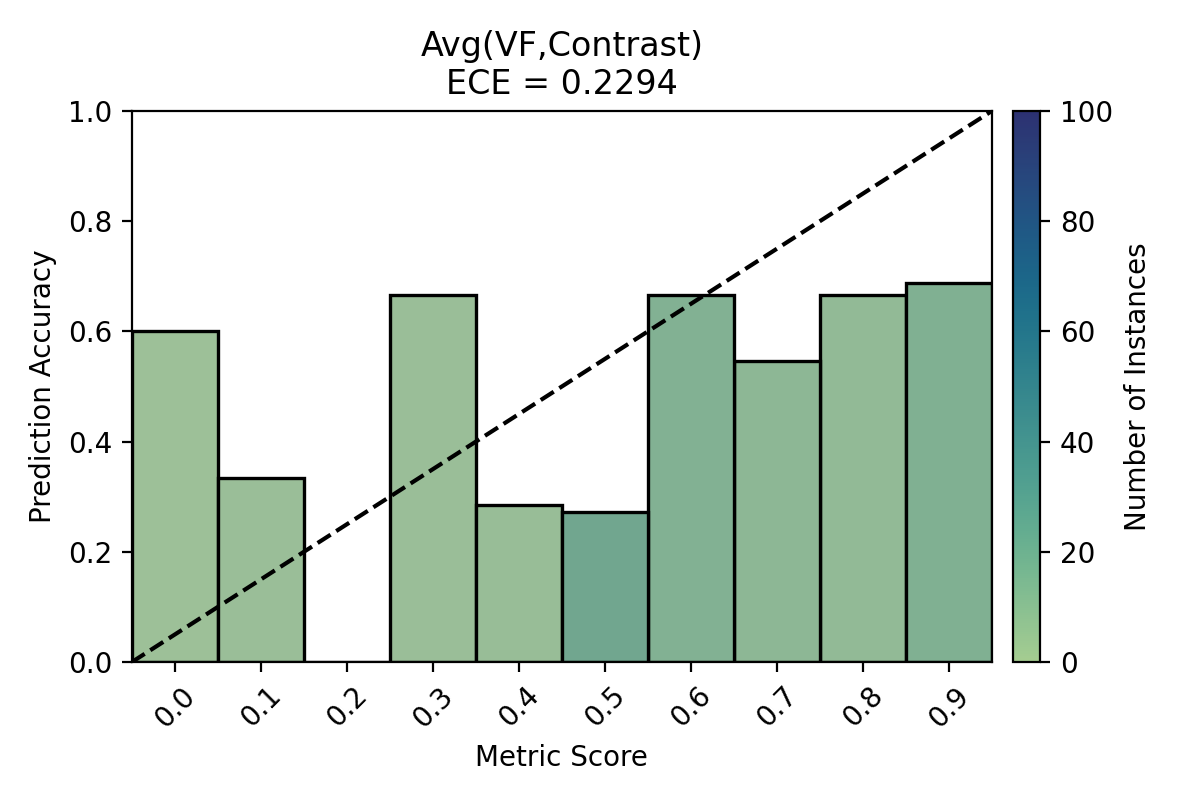 Avg(VF,Contrast)
ECE = 0.2294
Prediction Accuracy
1.0
0.8
0.6
0.4
0.2
0.0
0.0 0.1 0.2 0.3 0.4 0.5 0.6 0.7 0.8 0.9
Metric Score
100
80
60
40
20
0
Number of Instances